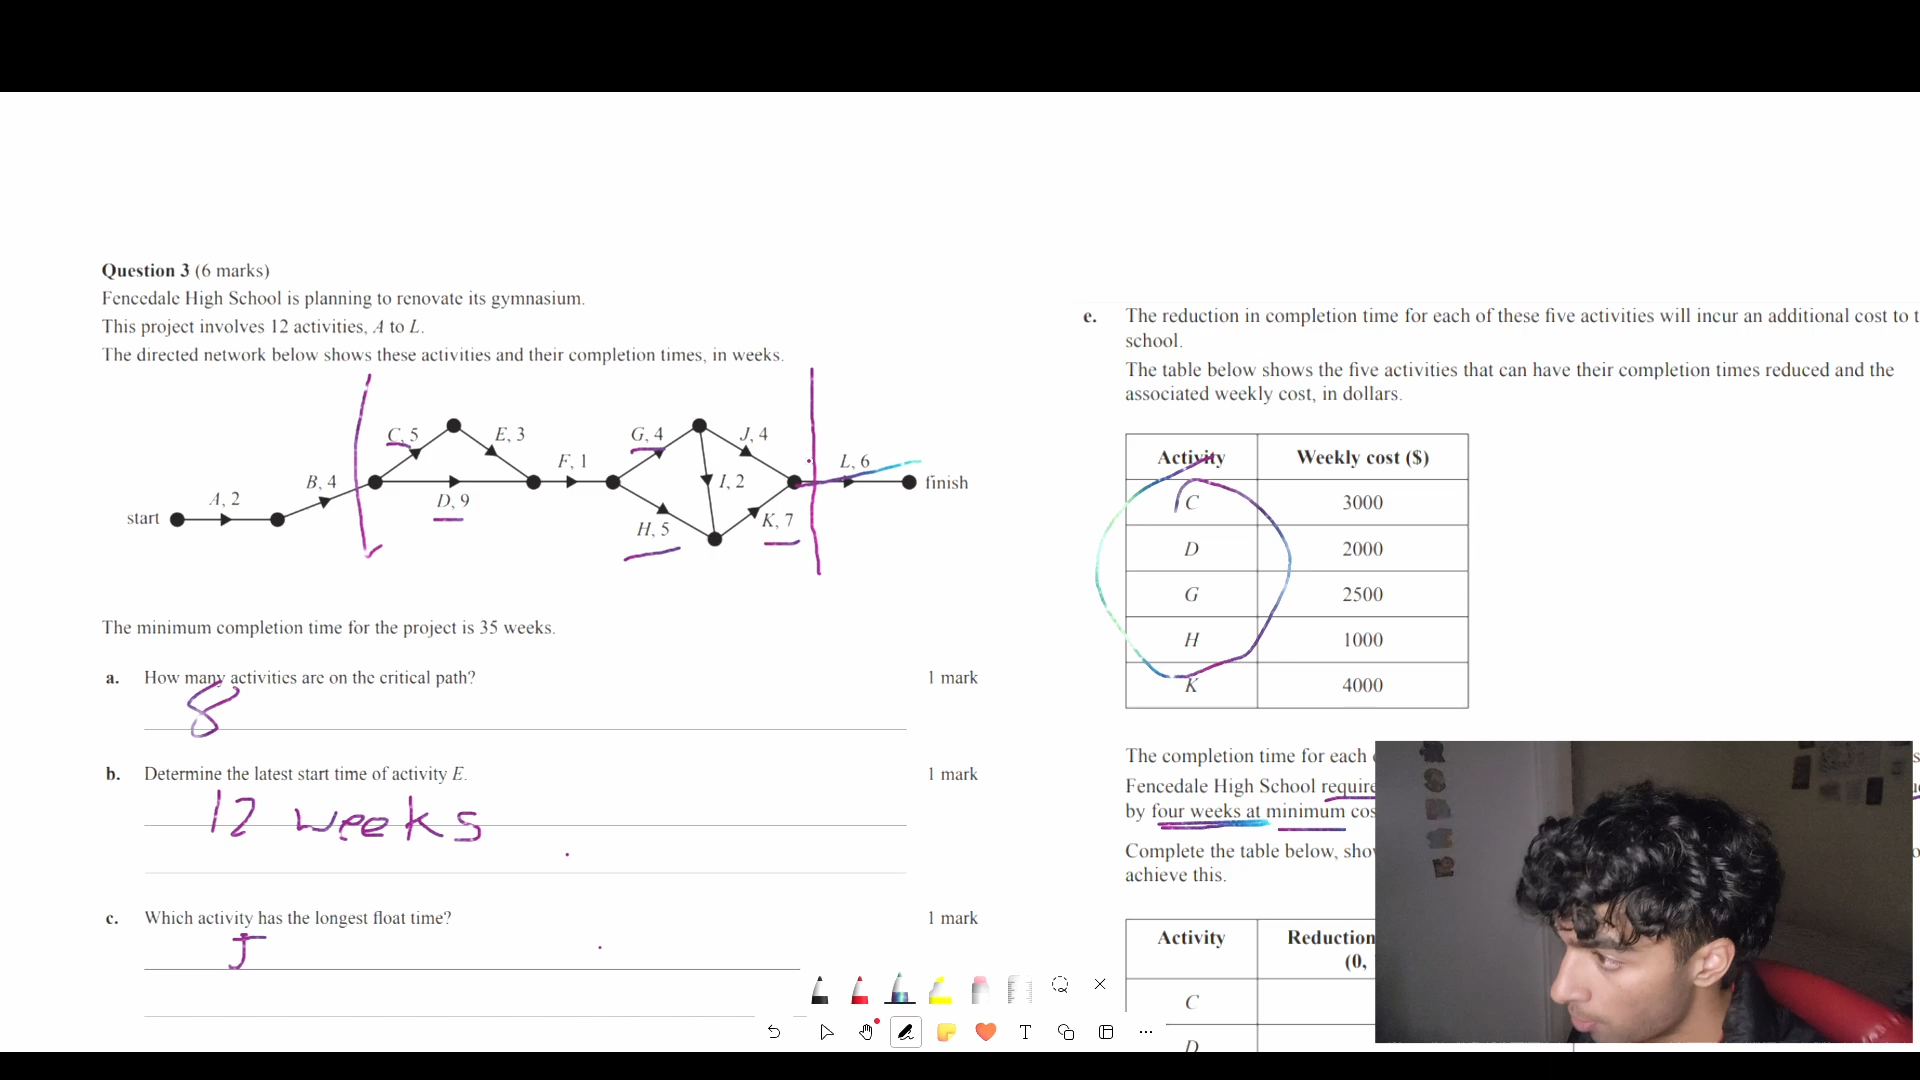 Question 3 (6 marks)
Fencedale High School is planning to renovate its gymnasium.
This project involves 12 activities, A to L.
The directed network below shows these activities and their completion times, in weeks.
start
A, 2
B, 4
C, 5
D, 9
E, 3
F, 1
G, 4
H, 5
I, 2
J, 4
K, 7
L, 6
finish
The minimum completion time for the project is 35 weeks.
a. How many activities are on the critical path? 1 mark
8
b. Determine the latest start time of activity E. 1 mark
12 weeks
c. Which activity has the longest float time? 1 mark
J
e. The reduction in completion time for each of these five activities will incur an additional cost to
school.
The table below shows the five activities that can have their completion times reduced and the
associated weekly cost, in dollars.
Activity Weekly cost ($)
C 3000
D 2000
G 2500
H 1000
K 4000
The completion time for each
Fencedale High School
by four weeks at minimum
Complete the table below,
achieve this.
Activity Reduction
(0,
C
D
T